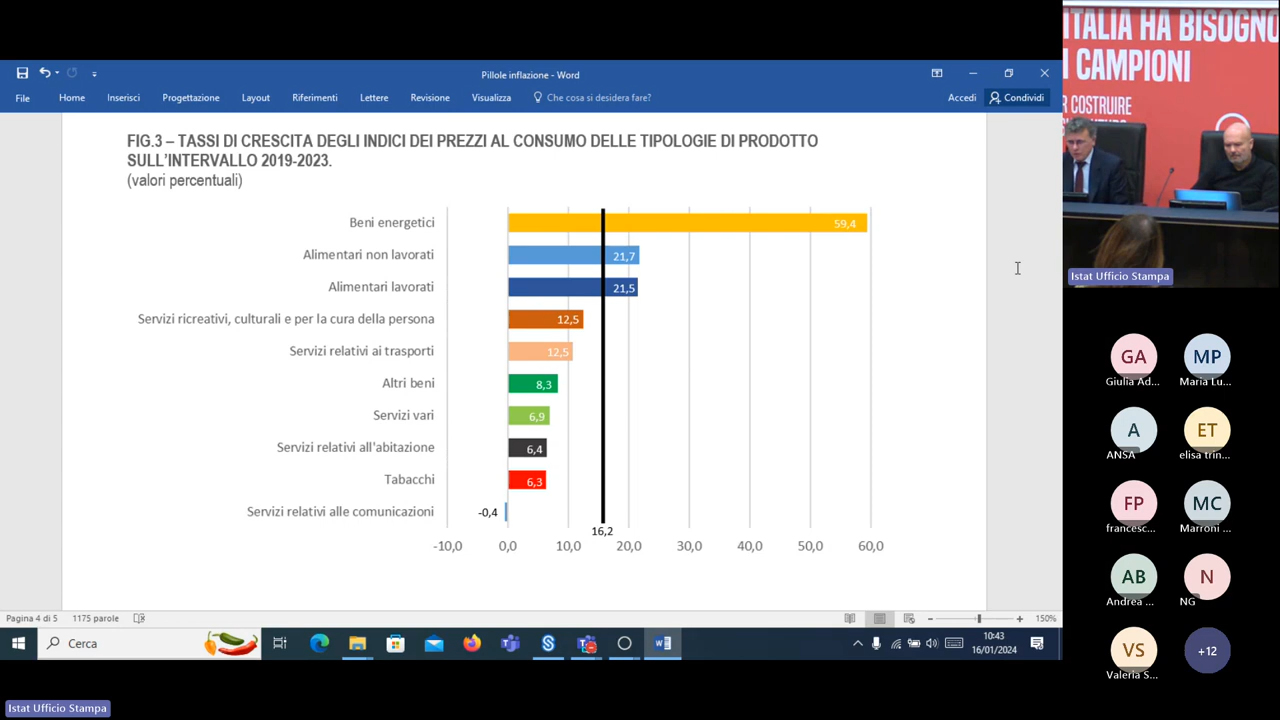 Pillole inflazione - Word
File
Home
Inserisci
Progettazione
Layout
Riferimenti
Lettere
Revisione
Visualizza
Che cosa si desidera fare?
Accedi
Condividi
FIG.3 – TASSI DI CRESCITA DEGLI INDICI DEI PREZZI AL CONSUMO DELLE TIPOLOGIE DI PRODOTTO
SULL'INTERVALLO 2019-2023.
(valori percentuali)
Beni energetici 59,4
Alimentari non lavorati 21,7
Alimentari lavorati 21,5
Servizi ricreativi, culturali e per la cura della persona 12,5
Servizi relativi ai trasporti 12,5
Altri beni 8,3
Servizi vari 6,9
Servizi relativi all'abitazione 6,4
Tabacchi 6,3
Servizi relativi alle comunicazioni -0,4
16,2
-10,0 0,0 10,0 20,0 30,0 40,0 50,0 60,0
Pagina 4 di 5 1175 parole
150%
Cerca
10:43
16/01/2024
ITALIA HA BISOGNO
I CAMPIONI
R COSTRUIRE
Istat Ufficio Stampa
GA
Giulia Ad...
MP
Maria Lu...
A
ANSA
ET
elisa trin...
FP
francesc...
MC
Marroni ...
AB
Andrea ...
N
NG
VS
Valeria S...
+12
Istat Ufficio Stampa